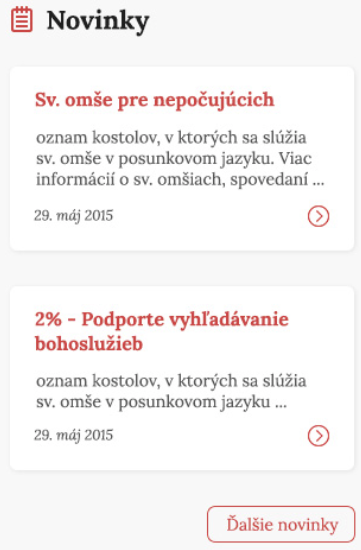 Novinky
Sv. omše pre nepočujúcich
oznam kostolov, v ktorých sa slúžia
sv. omše v posunkovom jazyku. Viac
informácií o sv. omšiach, spovedaní ...
29. máj 2015
2% - Podporte vyhľadávanie
bohoslužieb
oznam kostolov, v ktorých sa slúžia
sv. omše v posunkovom jazyku ...
29. máj 2015
Ďalšie novinky